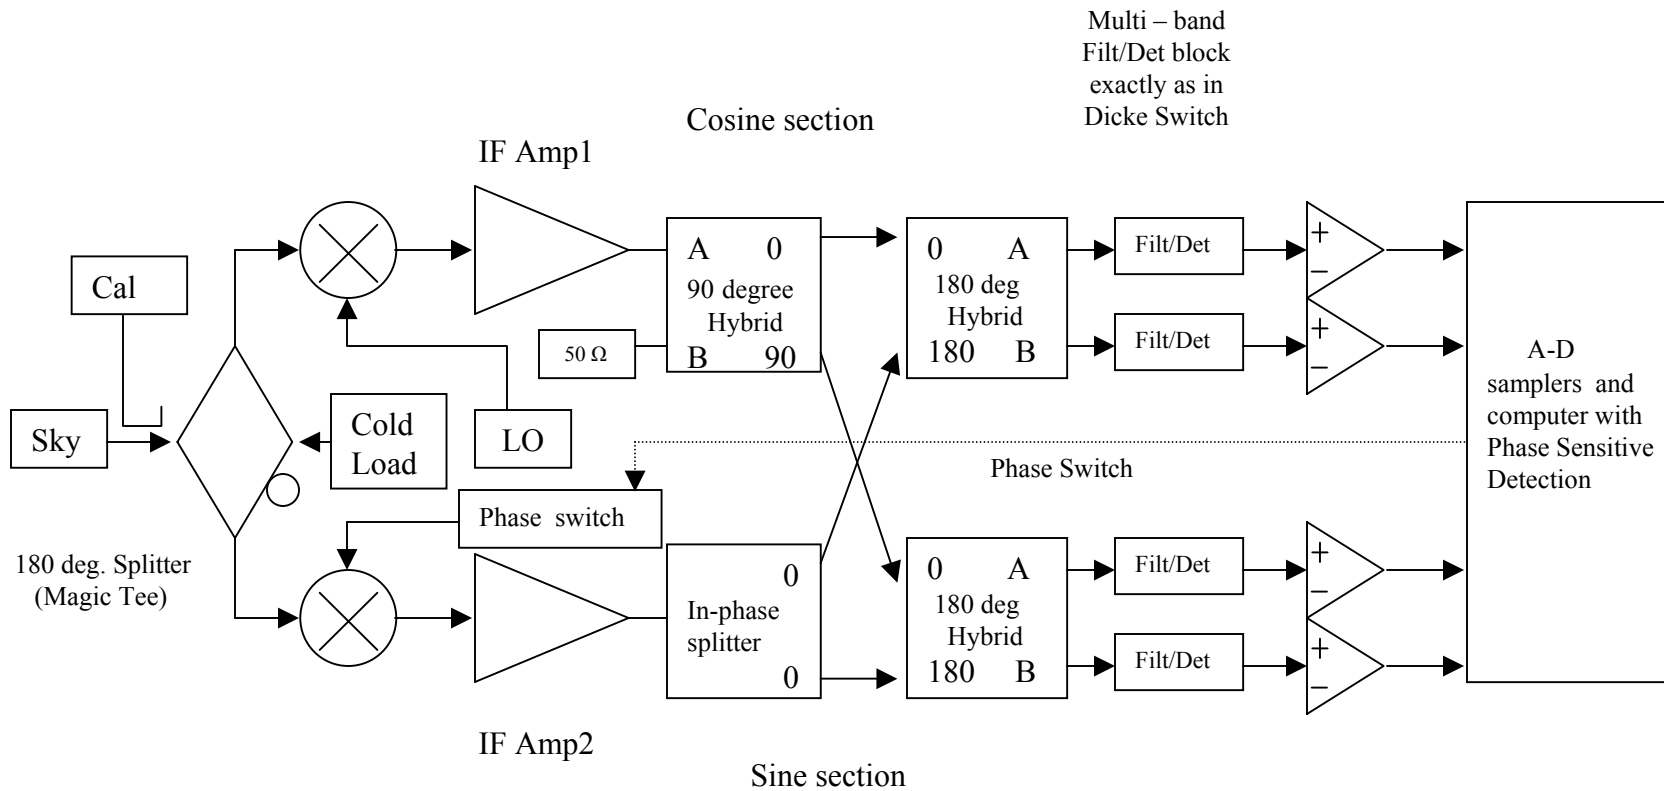 Multi – band
Filt/Det block
exactly as in
Dicke Switch
Cosine section
IF Amp1
Cal
A 0
90 degree
Hybrid
B 90
50 Ω
0 A
180 deg
Hybrid
180 B
Filt/Det
Filt/Det
+
−
+
−
A-D
samplers and
computer with
Phase Sensitive
Detection
Sky
Cold
Load
LO
Phase Switch
Phase switch
180 deg. Splitter
(Magic Tee)
0
In-phase
splitter
0
0 A
180 deg
Hybrid
180 B
Filt/Det
Filt/Det
+
−
+
−
IF Amp2
Sine section